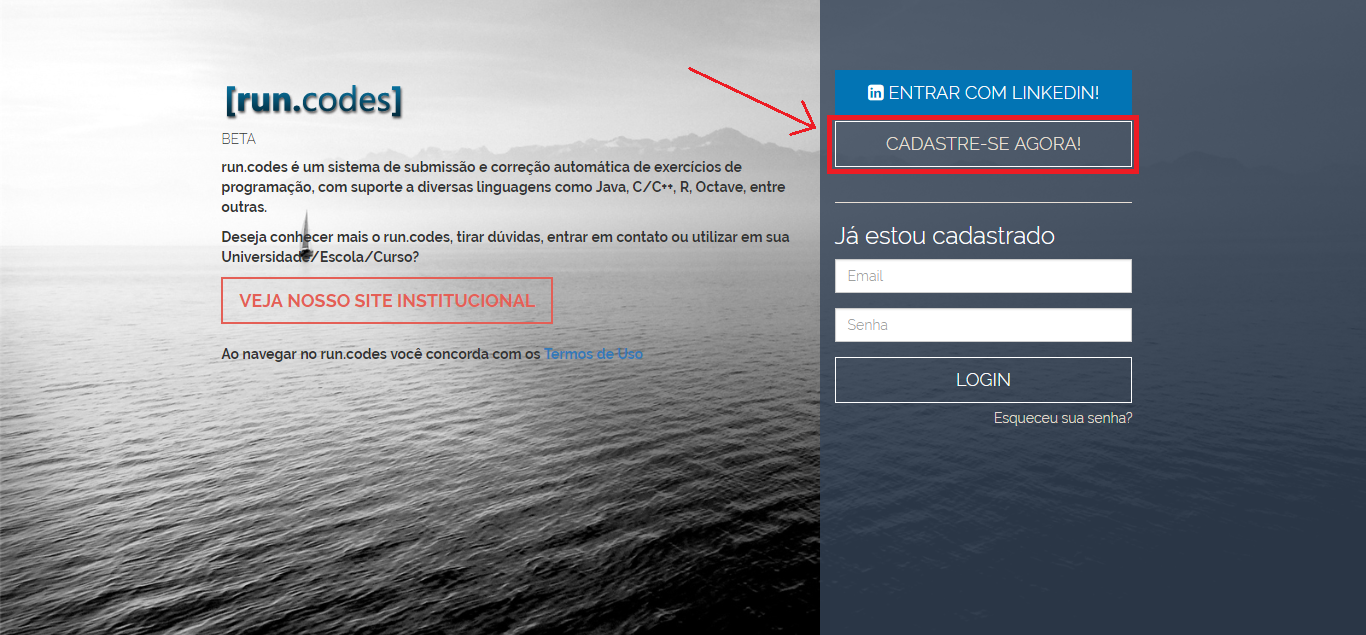 [run.codes]
BETA
run.codes é um sistema de submissão e correção automática de exercícios de
programação, com suporte a diversas linguagens como Java, C/C++, R, Octave, entre
outras.
Deseja conhecer mais o run.codes, tirar dúvidas, entrar em contato ou utilizar em sua
Universidade/Escola/Curso?
VEJA NOSSO SITE INSTITUCIONAL
Ao navegar no run.codes você concorda com os Termos de Uso
in ENTRAR COM LINKEDIN!
CADASTRE-SE AGORA!
Já estou cadastrado
Email
Senha
LOGIN
Esqueceu sua senha?